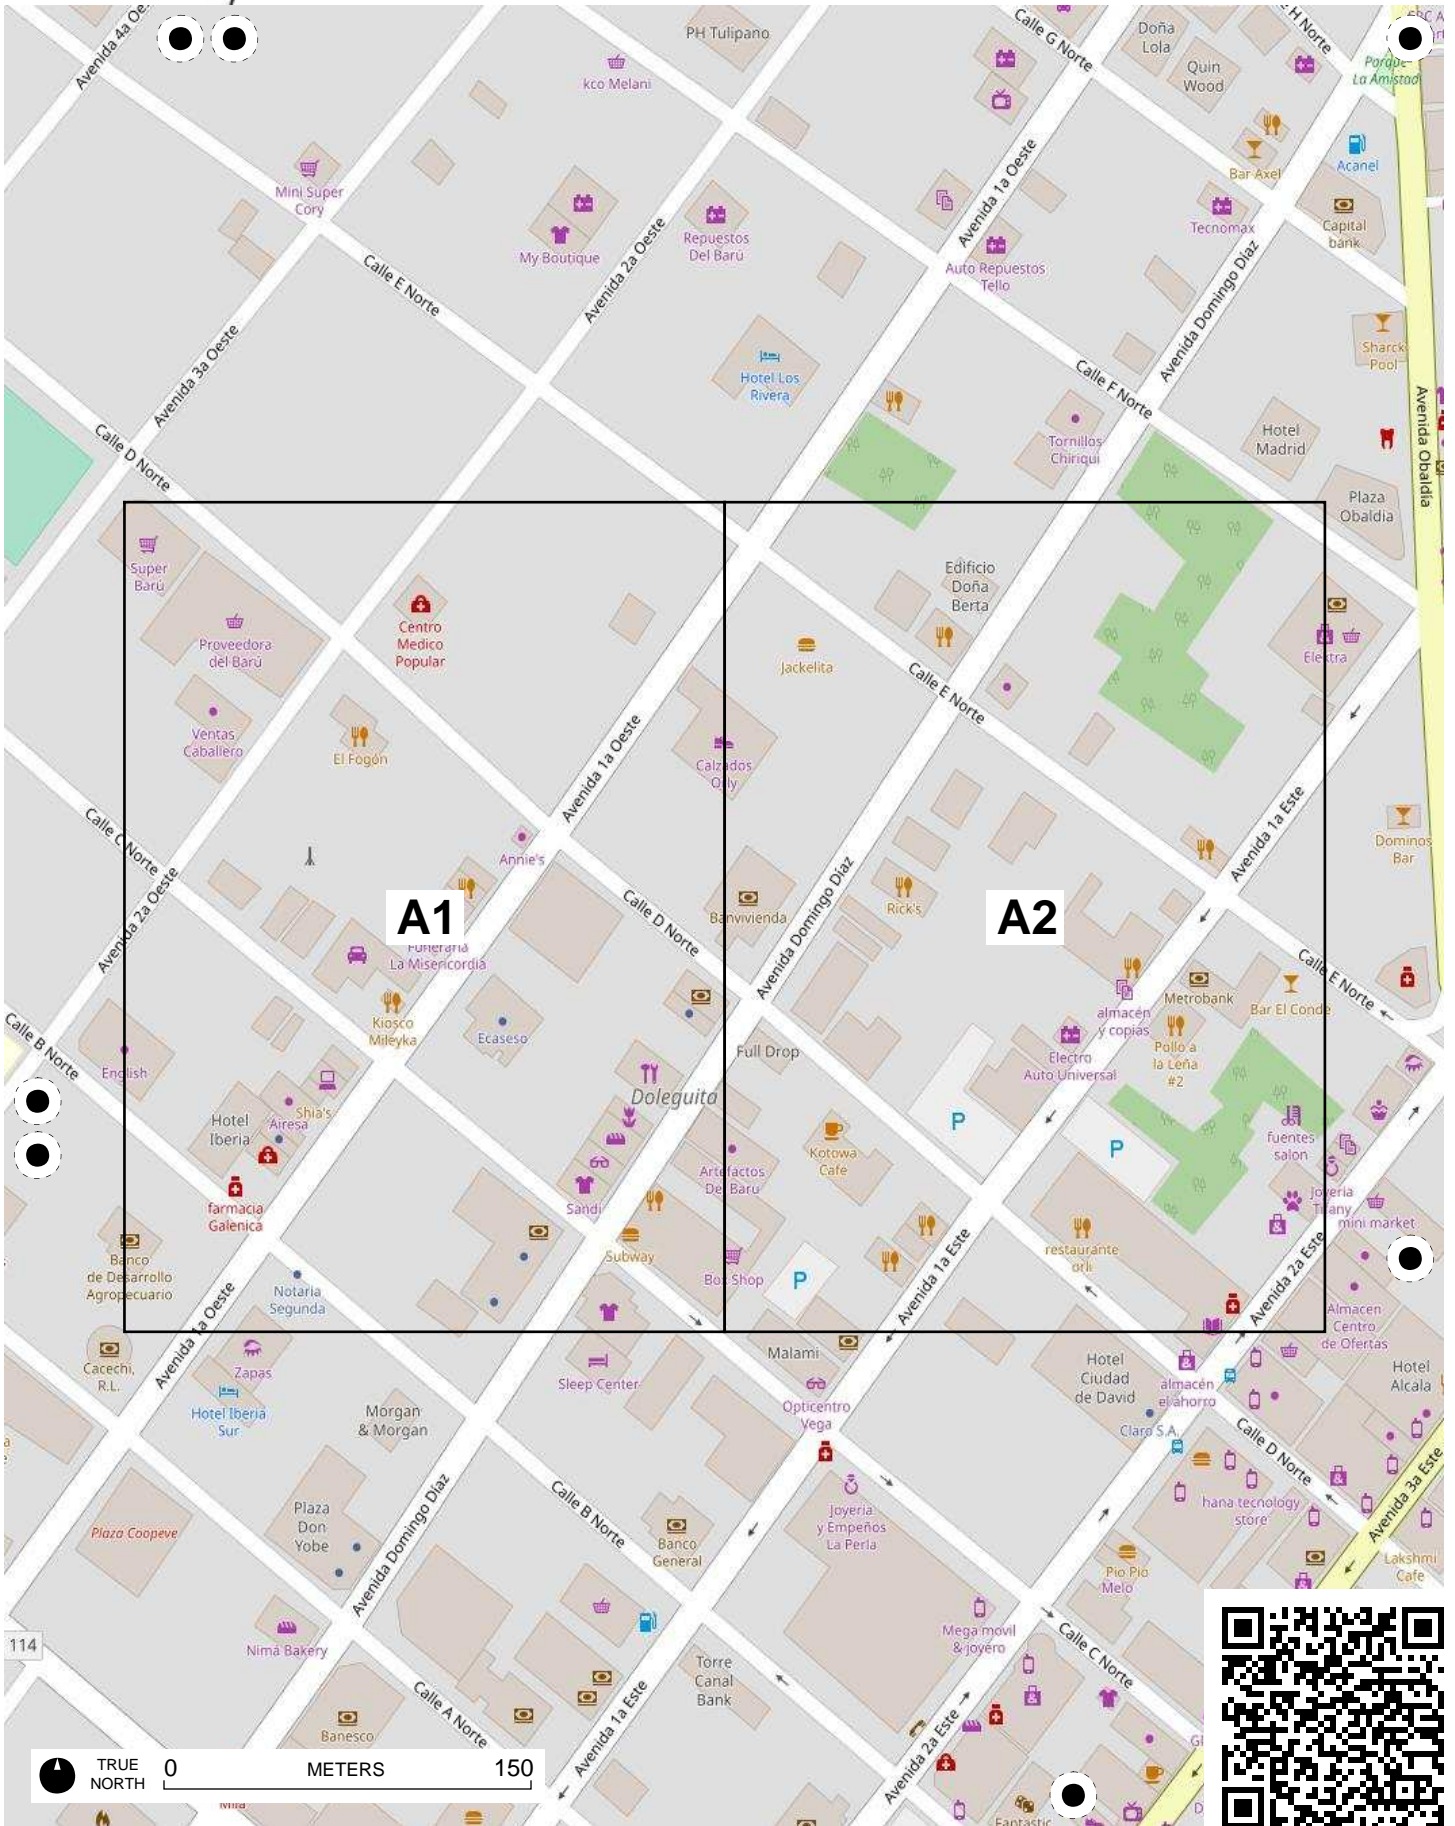 Avenida 4a Oe
PH Tulipano
kco Melani
Calle G Norte
Doña
Lola
Quin
Wood
H Norte
Parque
La Amistad
Acanel
Bar Axel
Mini Super
Cory
My Boutique
Repuestos
Del Barú
Avenida 2a Oeste
Avenida 1a Oeste
Auto Repuestos
Tello
Tecnomax
Capital
bank
Calle E Norte
Avenida Domingo Díaz
Avenida 3a Oeste
Hotel Los
Rivera
Sharck
Pool
Calle F Norte
Tornillos
Chiriqui
Hotel
Madrid
Avenida Obaldía
Plaza
Obaldia
Calle D Norte
Super
Barú
Proveedora
del Barú
Centro
Medico
Popular
Edificio
Doña
Berta
Jackelita
Calle E Norte
Elektra
Ventas
Caballero
El Fogón
Avenida 1a Oeste
Calzados
Orly
Avenida 1a Este
Dominos
Bar
Calle C Norte
Annie's
Avenida 2a Oeste
A1
Funeraria
La Misericordia
Calle D Norte
Banvivienda
Avenida Domingo Díaz
Rick's
A2
Calle E Norte
Metrobank
Bar El Conde
almacén
y copias
Pollo a
la Leña
#2
Electro
Auto Universal
Kiosco
Mileyka
Ecaseso
Full Drop
Calle B Norte
English
Doleguita
Hotel
Iberia
Shia's
Airesa
Kotowa
Cafe
P
P
fuentes
salon
Artefactos
Del Barú
Sandi
Joyeria
Tifany
mini market
farmacia
Galenica
Subway
Box Shop
P
Avenida 1a Este
restaurante
orli
Avenida 2a Este
Banco
de Desarrollo
Agropecuario
Notaria
Segunda
Almacen
Centro
de Ofertas
Avenida 1a Oeste
Cacechi,
R.L.
Zapas
Hotel Iberia
Sur
Sleep Center
Malami
Opticentro
Vega
Hotel
Ciudad
de David
almacén
el ahorro
Hotel
Alcala
Morgan
& Morgan
Claro S.A.
Calle D Norte
Plaza Coopeve
Plaza
Don
Yobe
Avenida Domingo Díaz
Calle B Norte
Banco
General
Joyeria
y Empeños
La Perla
hana tecnology
store
Avenida 3a Este
Pio Pio
Melo
Lakshmi
Cafe
114
Nimá Bakery
Mega movil
& joyero
Calle C Norte
Torre
Canal
Bank
Calle A Norte
Banesco
Avenida 1a Este
Avenida 2a Este
TRUE
NORTH
0
METERS
150
Fantastic